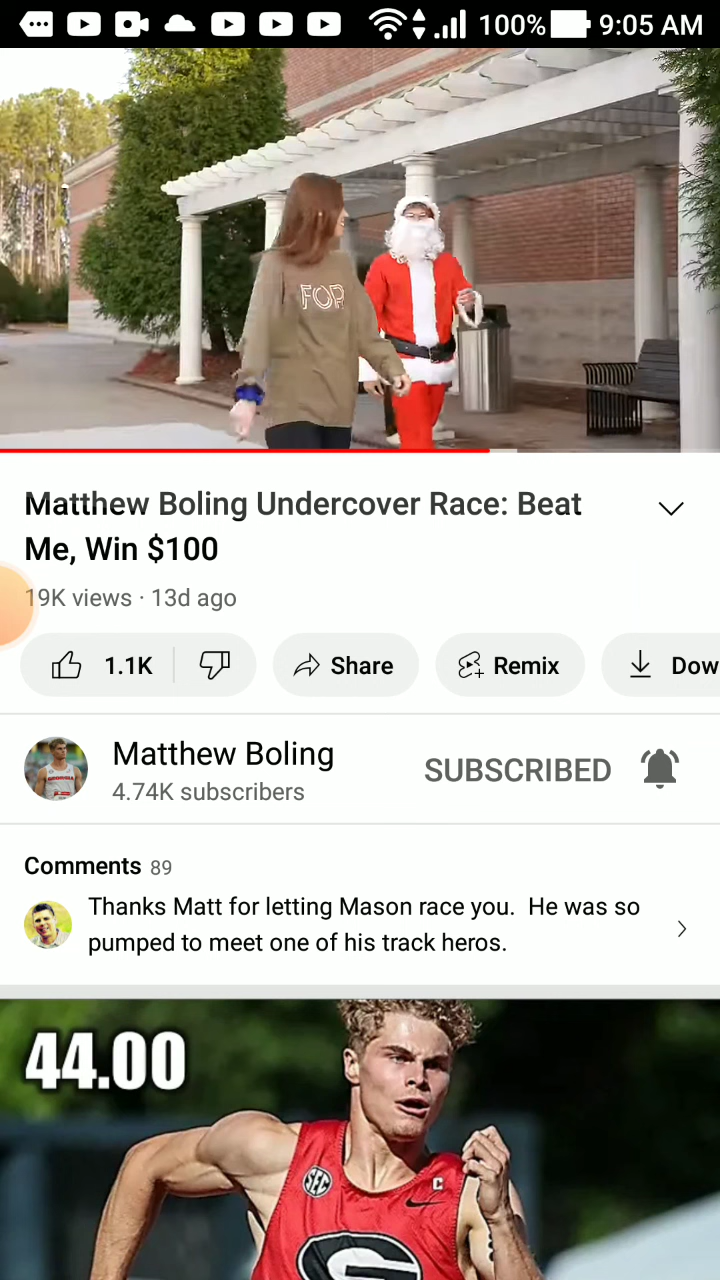 100% 9:05 AM
FOR
Matthew Boling Undercover Race: Beat
Me, Win $100
19K views · 13d ago
1.1K
Share
Remix
Dow
Matthew Boling
4.74K subscribers
SUBSCRIBED
Comments 89
Thanks Matt for letting Mason race you. He was so
pumped to meet one of his track heros.
44.00
SEC
C
G